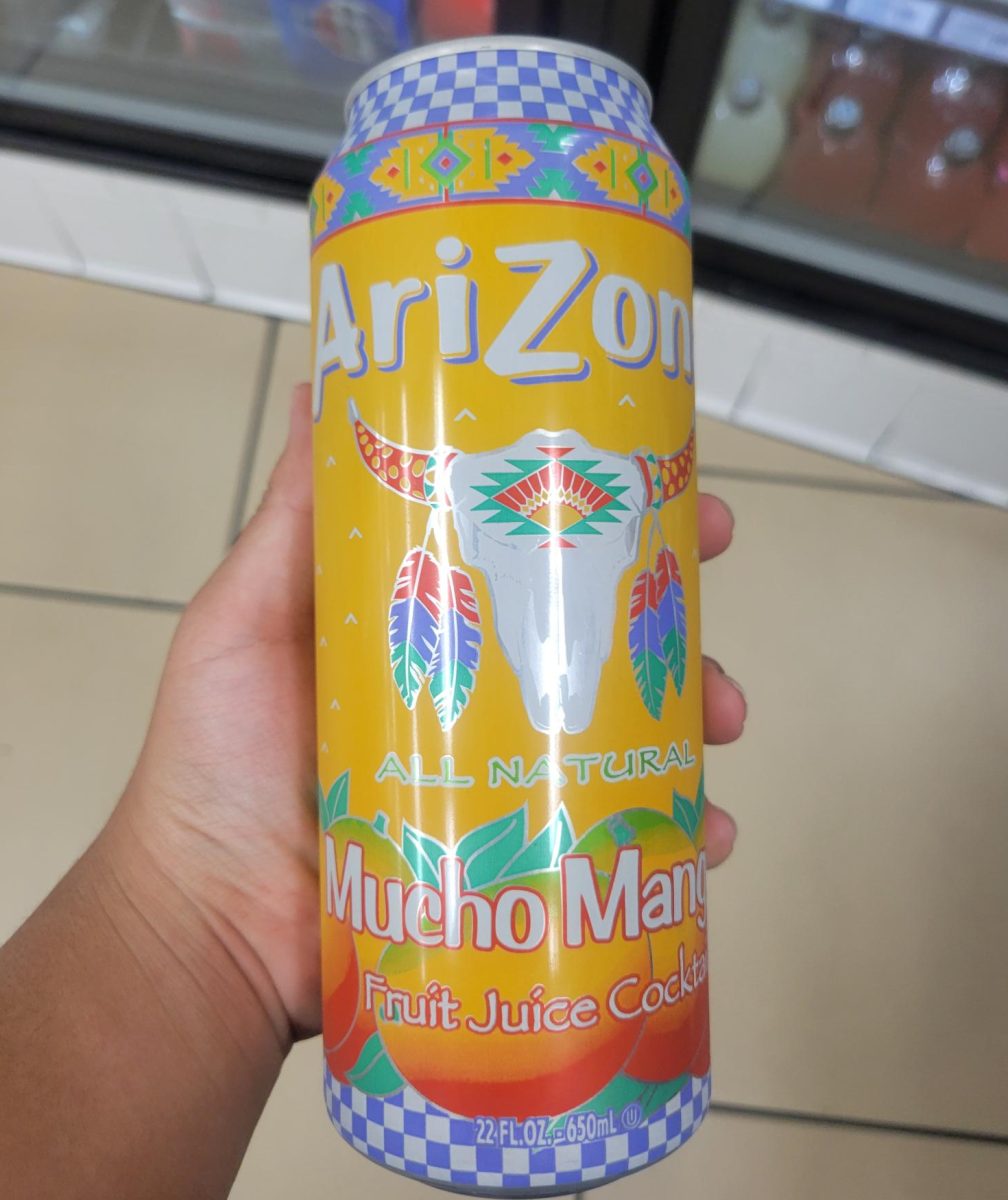 AriZon
ALL NATURAL
Mucho Mang
Fruit Juice Cockta
22 FL.OZ. - 650mL U